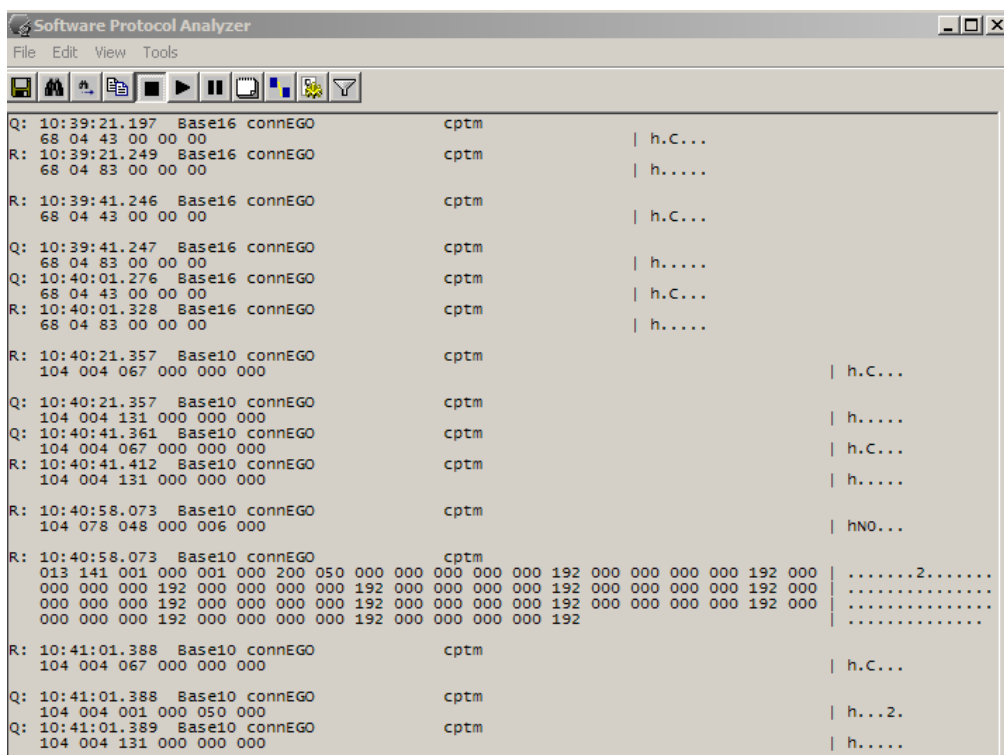 Software Protocol Analyzer
File Edit View Tools
Q: 10:39:21.197 Base16 connEGO cptm
68 04 43 00 00 00 | h.C...
R: 10:39:21.249 Base16 connEGO cptm
68 04 83 00 00 00 | h.....
R: 10:39:41.246 Base16 connEGO cptm
68 04 43 00 00 00 | h.C...
Q: 10:39:41.247 Base16 connEGO cptm
68 04 83 00 00 00 | h.....
Q: 10:40:01.276 Base16 connEGO cptm
68 04 43 00 00 00 | h.C...
R: 10:40:01.328 Base16 connEGO cptm
68 04 83 00 00 00 | h.....
R: 10:40:21.357 Base10 connEGO cptm
104 004 067 000 000 000 | h.C...
Q: 10:40:21.357 Base10 connEGO cptm
104 004 131 000 000 000 | h.....
Q: 10:40:41.361 Base10 connEGO cptm
104 004 067 000 000 000 | h.C...
R: 10:40:41.412 Base10 connEGO cptm
104 004 131 000 000 000 | h.....
R: 10:40:58.073 Base10 connEGO cptm
104 078 048 000 006 000 | hN0...
R: 10:40:58.073 Base10 connEGO cptm
013 141 001 000 001 000 200 050 000 000 000 000 000 192 000 000 000 000 192 000 | .......2.......
000 000 000 192 000 000 000 000 192 000 000 000 000 192 000 000 000 000 192 000 | ...............
000 000 000 192 000 000 000 000 192 000 000 000 000 192 000 000 000 000 192 000 | ...............
000 000 000 192 000 000 000 000 192 000 000 000 000 192 | ..............
R: 10:41:01.388 Base10 connEGO cptm
104 004 067 000 000 000 | h.C...
Q: 10:41:01.388 Base10 connEGO cptm
104 004 001 000 050 000 | h...2.
Q: 10:41:01.389 Base10 connEGO cptm
104 004 131 000 000 000 | h.....